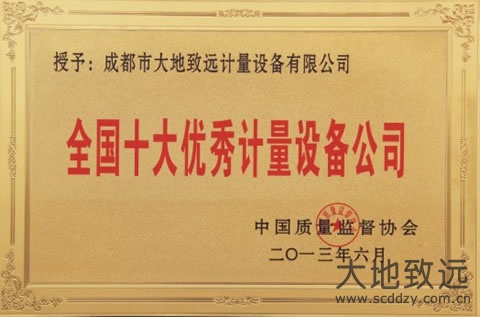 授予：成都市大地致远计量设备有限公司
全国十大优秀计量设备公司
中国质量监督协会
二〇一三年六月
大地致远
www.scddzy.com.cn